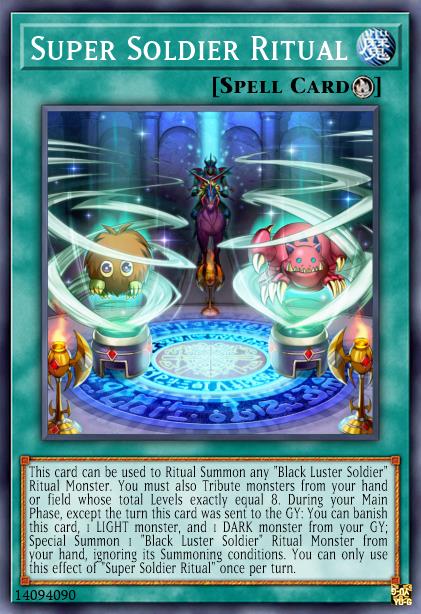 Super Soldier Ritual
[Spell Card]
This card can be used to Ritual Summon any "Black Luster Soldier"
Ritual Monster. You must also Tribute monsters from your hand
or field whose total Levels exactly equal 8. During your Main
Phase, except the turn this card was sent to the GY: You can banish
this card, 1 LIGHT monster, and 1 DARK monster from your GY;
Special Summon 1 "Black Luster Soldier" Ritual Monster from
your hand, ignoring its Summoning conditions. You can only use
this effect of "Super Soldier Ritual" once per turn.
14094090